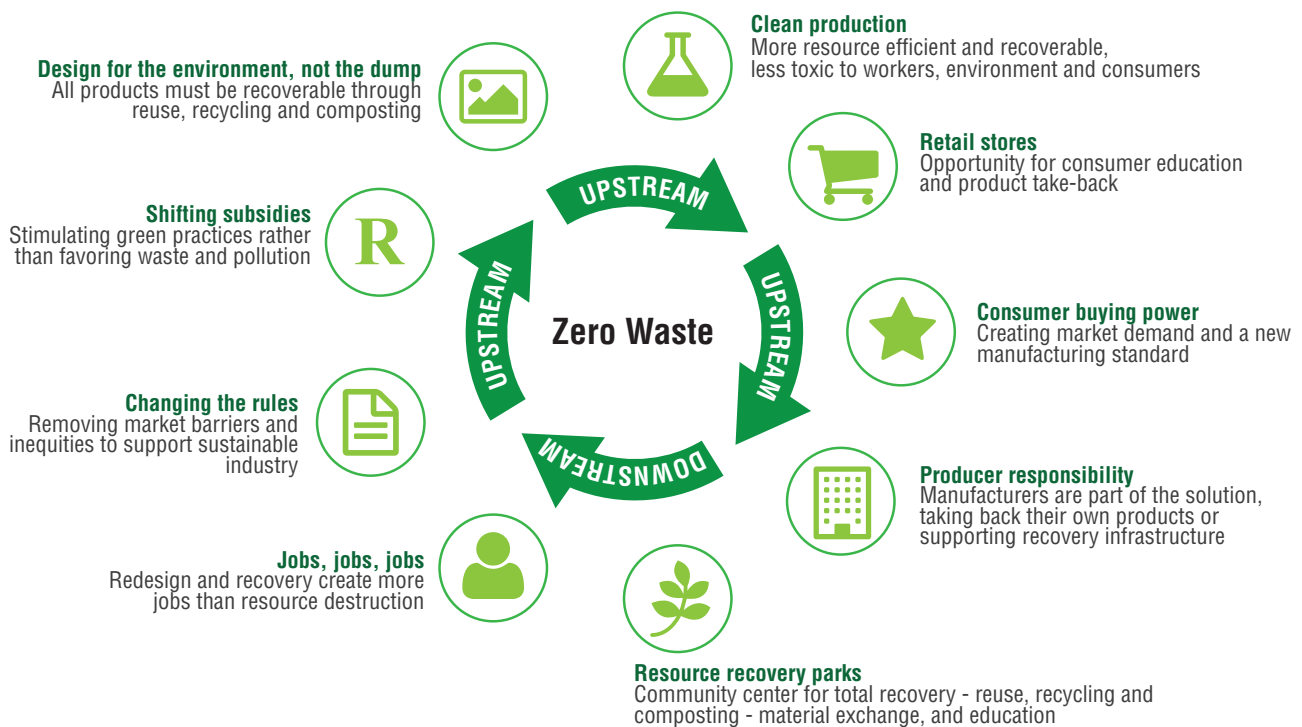 Clean production
More resource efficient and recoverable,
less toxic to workers, environment and consumers
Design for the environment, not the dump
All products must be recoverable through
reuse, recycling and composting
Retail stores
Opportunity for consumer education
and product take-back
Shifting subsidies
Stimulating green practices rather
than favoring waste and pollution
R
UPSTREAM
UPSTREAM
UPSTREAM
DOWNSTREAM
Zero Waste
Consumer buying power
Creating market demand and a new
manufacturing standard
Changing the rules
Removing market barriers and
inequities to support sustainable
industry
Producer responsibility
Manufacturers are part of the solution,
taking back their own products or
supporting recovery infrastructure
Jobs, jobs, jobs
Redesign and recovery create more
jobs than resource destruction
Resource recovery parks
Community center for total recovery - reuse, recycling and
composting - material exchange, and education